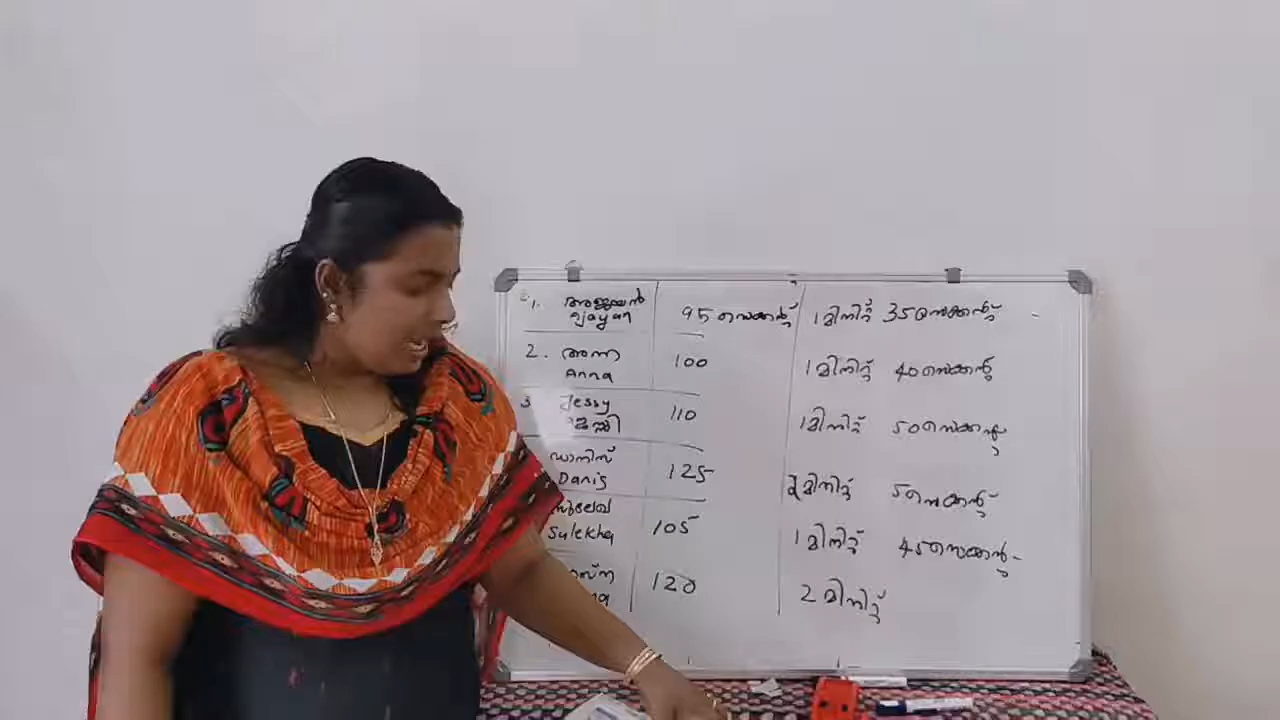 1. അജയൻ 95 സെക്കന്റ് 1 മിനിറ്റ് 35 സെക്കന്റ്
Ajayan
2. അന്ന 100 1 മിനിറ്റ് 40 സെക്കന്റ്
Anna
3 Jessy 110 1 മിനിറ്റ് 50 സെക്കന്റ്
ഡാനിസ് 125 2 മിനിറ്റ് 5 സെക്കന്റ്
Danis
സുലേഖ 105 1 മിനിറ്റ് 45 സെക്കന്റ്
Sulekha
120 2 മിനിറ്റ്